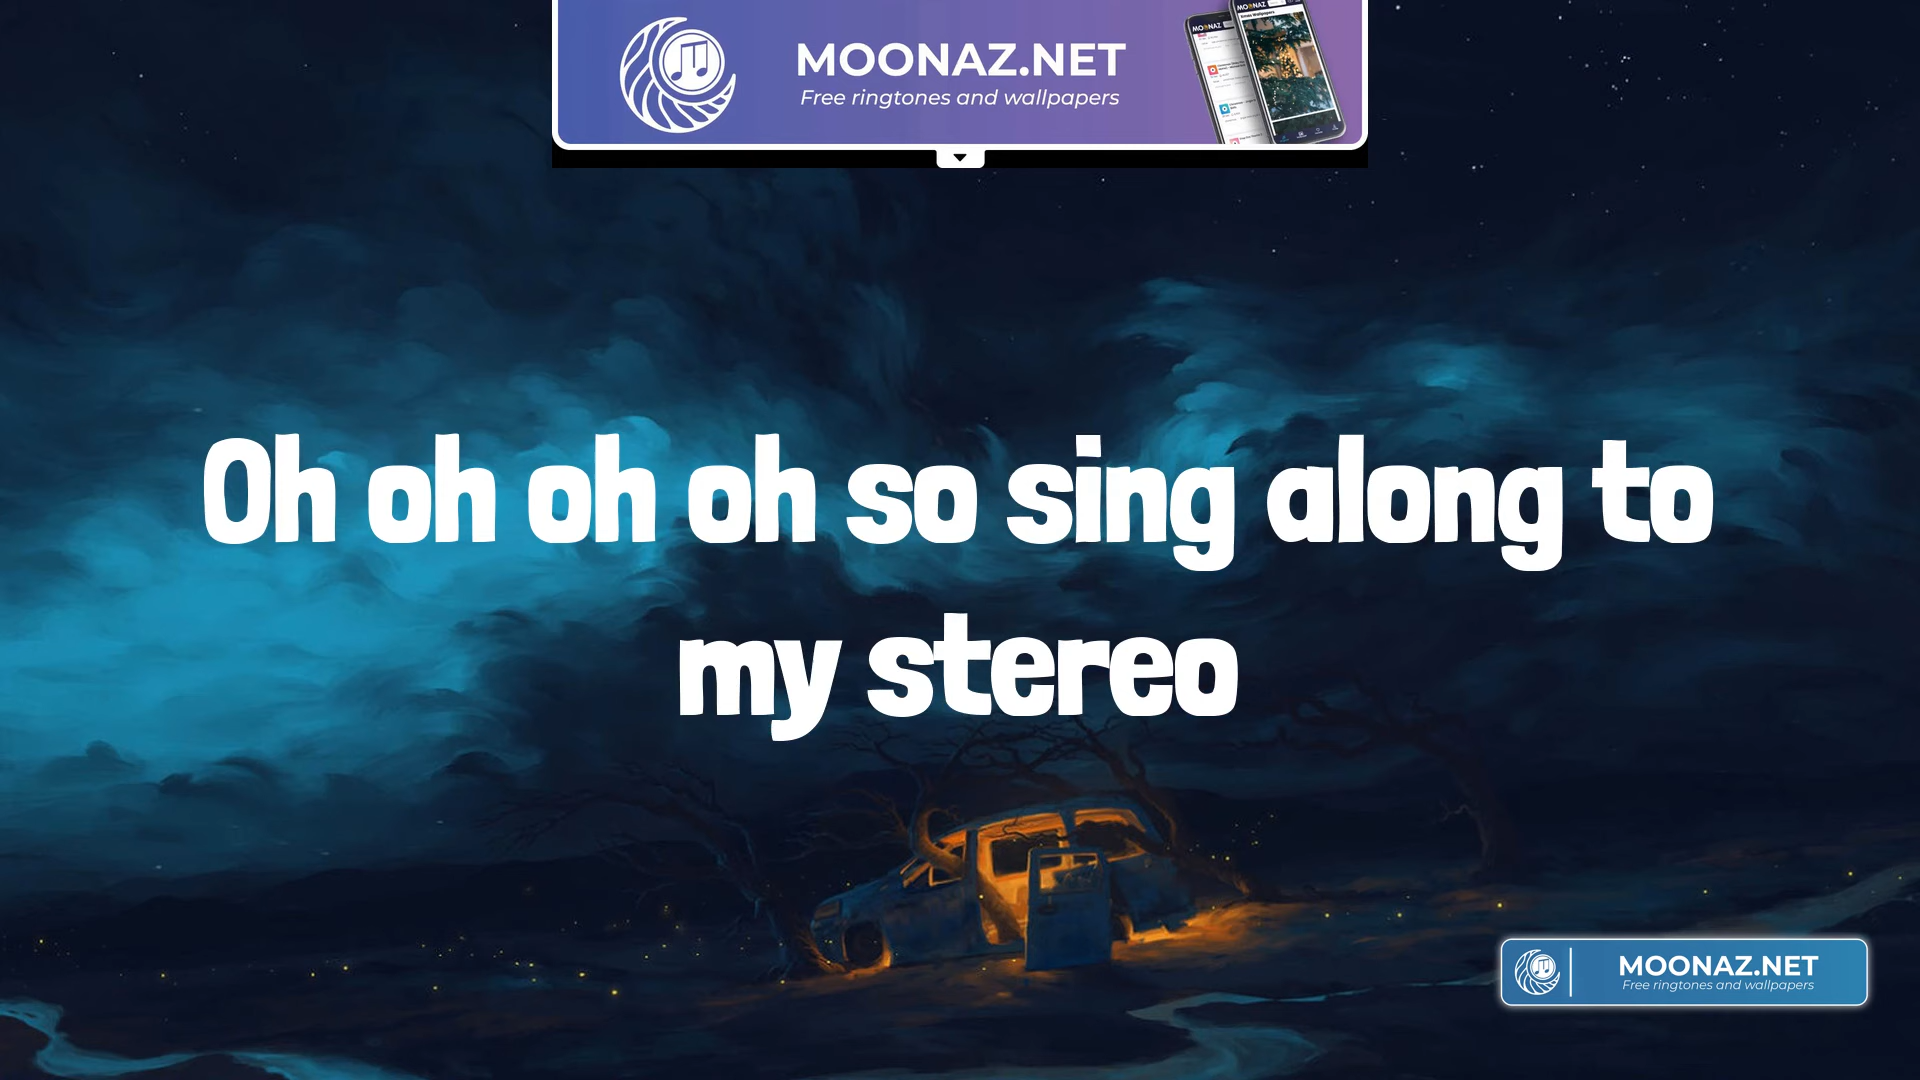 MOONAZ.NET
Free ringtones and wallpapers
Oh oh oh oh so sing along to
my stereo
MOONAZ.NET
Free ringtones and wallpapers